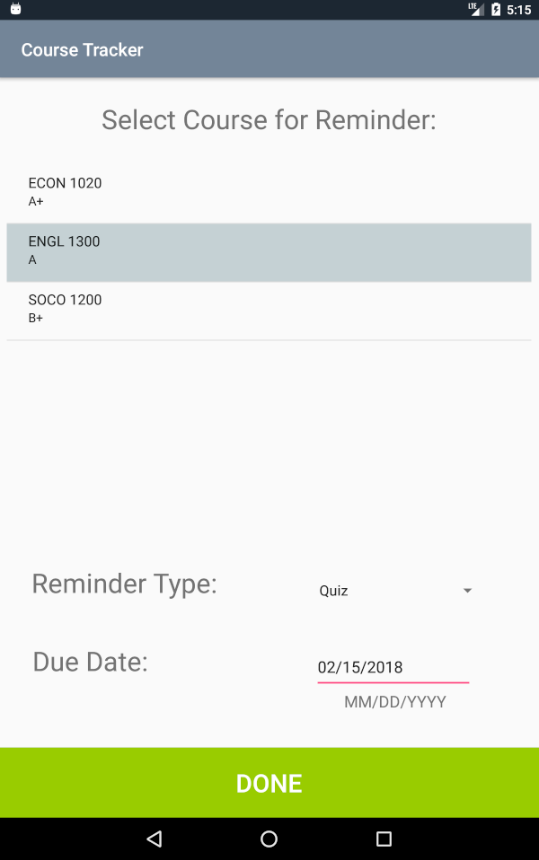 LTE 5:15
Course Tracker
Select Course for Reminder:
ECON 1020
A+
ENGL 1300
A
SOCO 1200
B+
Reminder Type:
Quiz
Due Date:
02/15/2018
MM/DD/YYYY
DONE